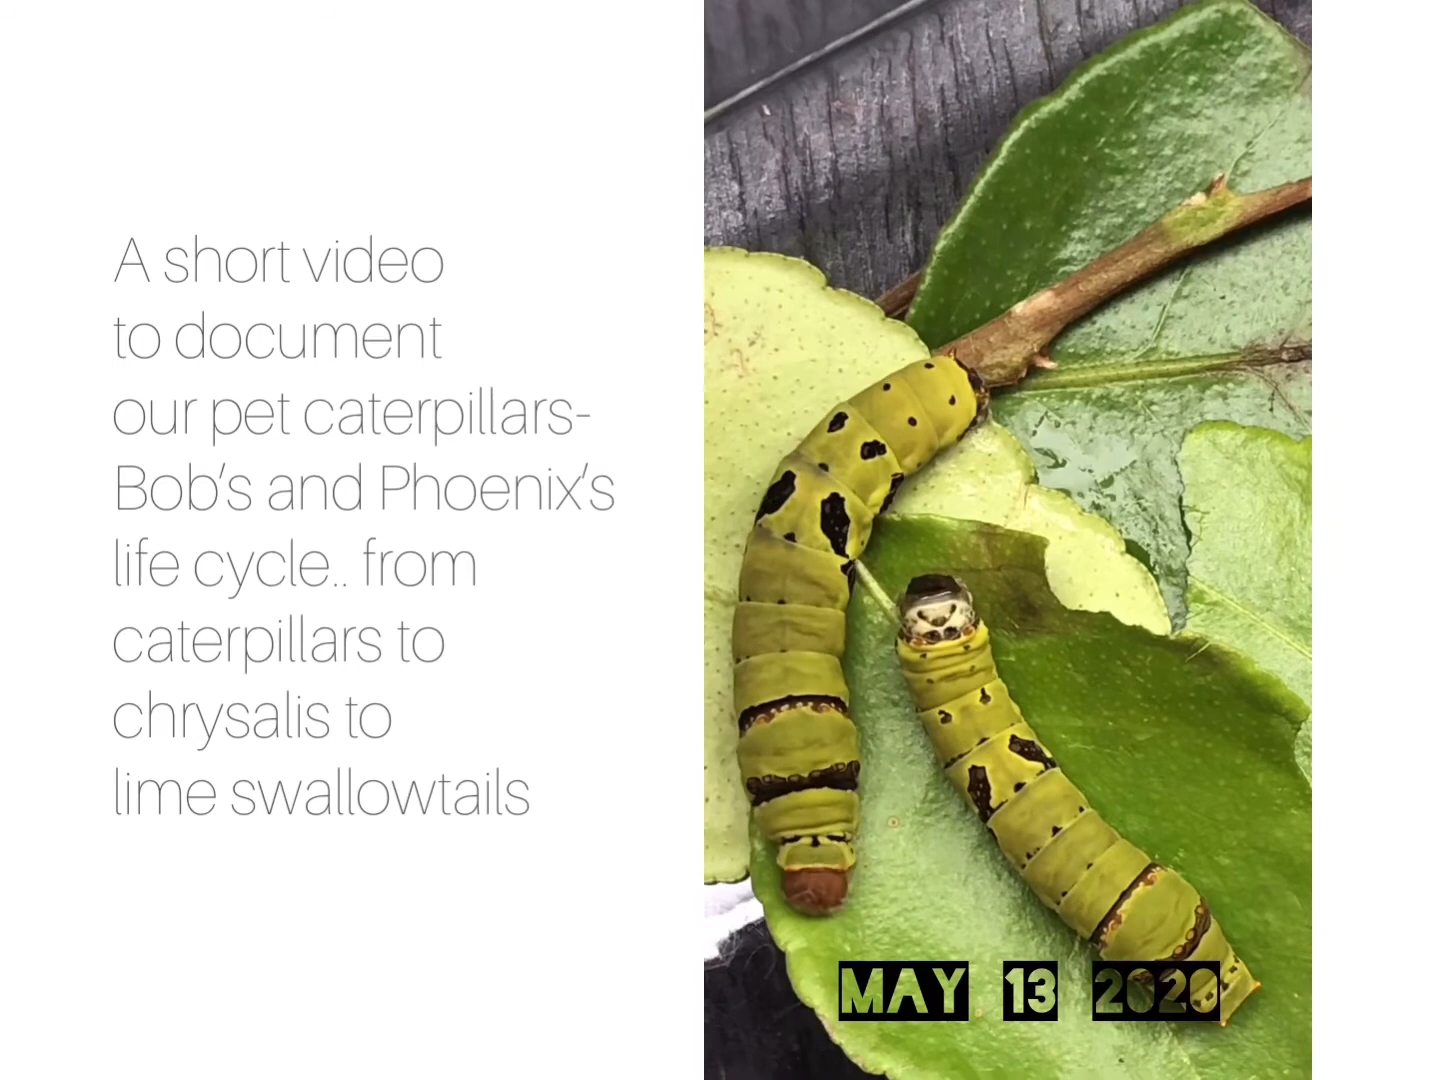 A short video
to document
our pet caterpillars-
Bob's and Phoenix's
life cycle.. from
caterpillars to
chrysalis to
lime swallowtails
MAY 13 2020